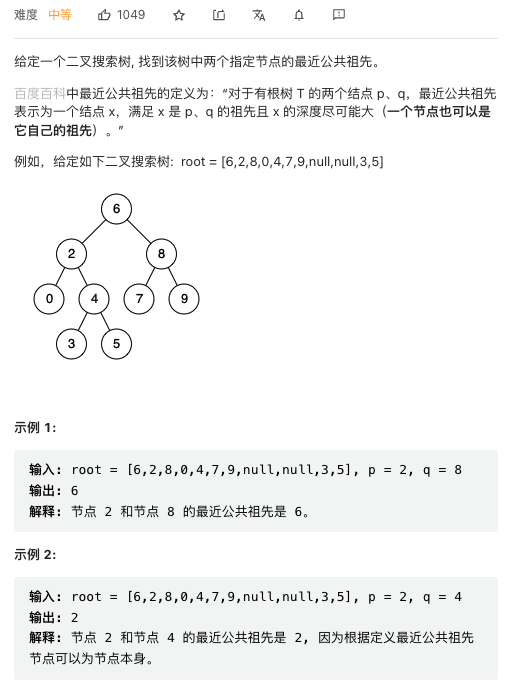 难度 中等 1049
给定一个二叉搜索树, 找到该树中两个指定节点的最近公共祖先。
百度百科中最近公共祖先的定义为：“对于有根树 T 的两个结点 p、q，最近公共祖先
表示为一个结点 x，满足 x 是 p、q 的祖先且 x 的深度尽可能大（一个节点也可以是
它自己的祖先）。”
例如，给定如下二叉搜索树:  root = [6,2,8,0,4,7,9,null,null,3,5]
6
2 8
0 4 7 9
3 5
示例 1:
输入: root = [6,2,8,0,4,7,9,null,null,3,5], p = 2, q = 8
输出: 6
解释: 节点 2 和节点 8 的最近公共祖先是 6。
示例 2:
输入: root = [6,2,8,0,4,7,9,null,null,3,5], p = 2, q = 4
输出: 2
解释: 节点 2 和节点 4 的最近公共祖先是 2, 因为根据定义最近公共祖先
节点可以为节点本身。